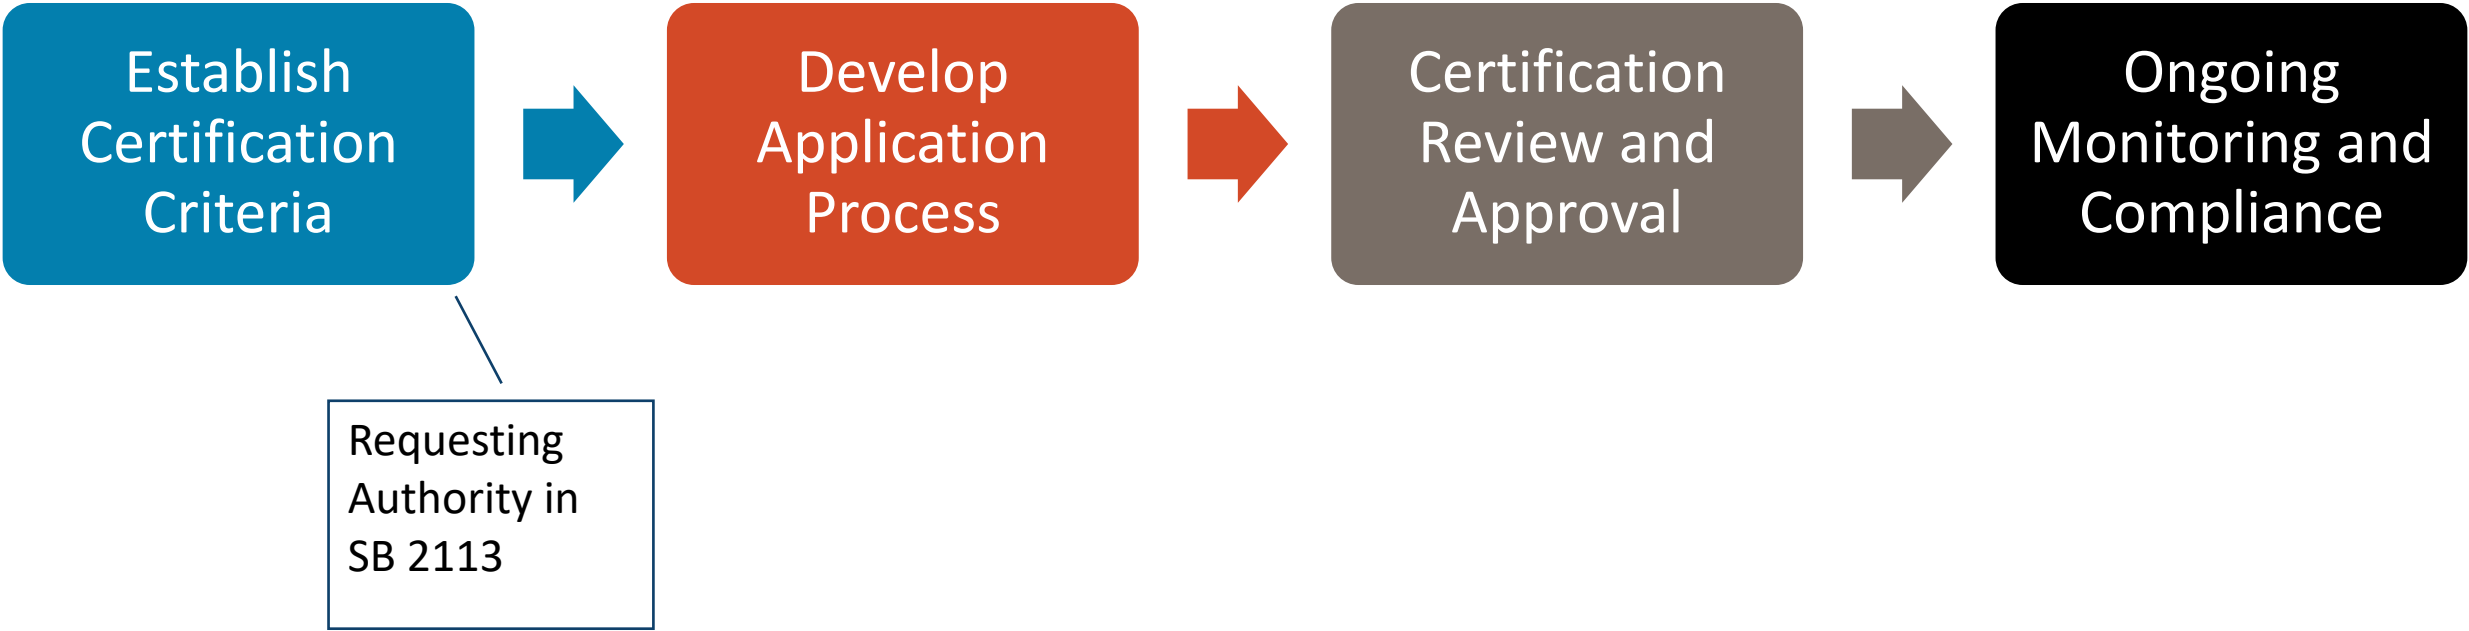 Establish
Certification
Criteria
Develop
Application
Process
Certification
Review and
Approval
Ongoing
Monitoring and
Compliance
Requesting
Authority in
SB 2113